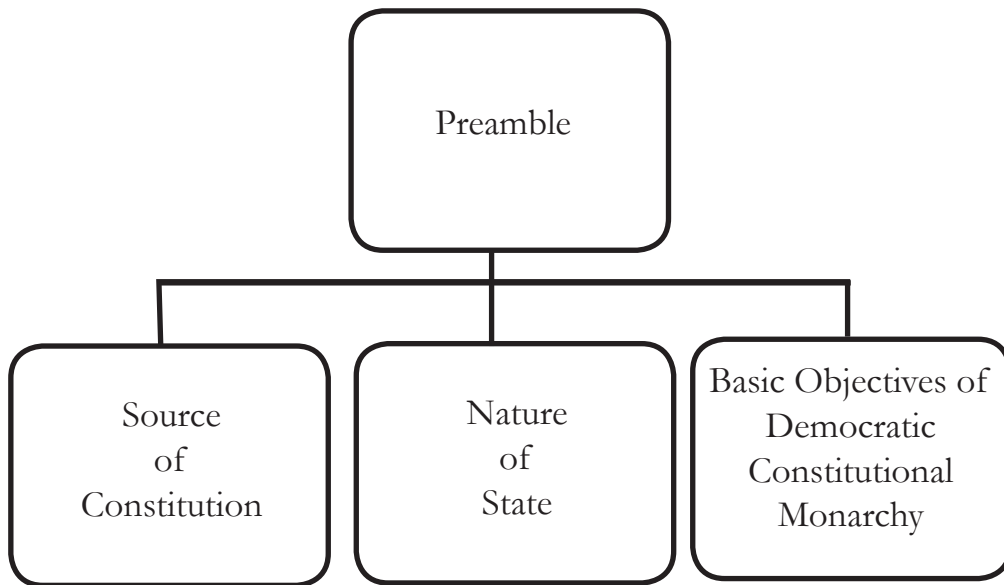 Preamble
Source
of
Constitution
Nature
of
State
Basic Objectives of
Democratic
Constitutional
Monarchy